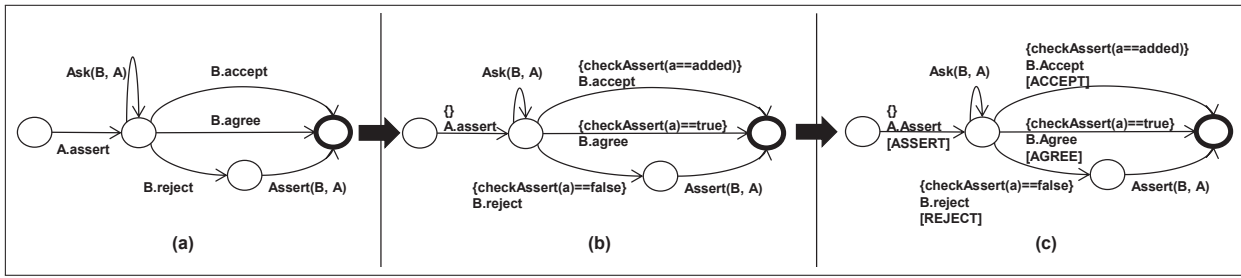 Ask(B, A)
B.accept
B.agree
A.assert
B.reject
Assert(B, A)
(a)
{checkAssert(a==added)}
B.accept
Ask(B, A)
{}
A.assert
{checkAssert(a)==true}
B.agree
{checkAssert(a)==false}
B.reject
Assert(B, A)
(b)
{checkAssert(a==added)}
B.Accept
[ACCEPT]
Ask(B, A)
{}
A.Assert
[ASSERT]
{checkAssert(a)==true}
B.Agree
[AGREE]
{checkAssert(a)==false}
B.reject
[REJECT]
Assert(B, A)
(c)